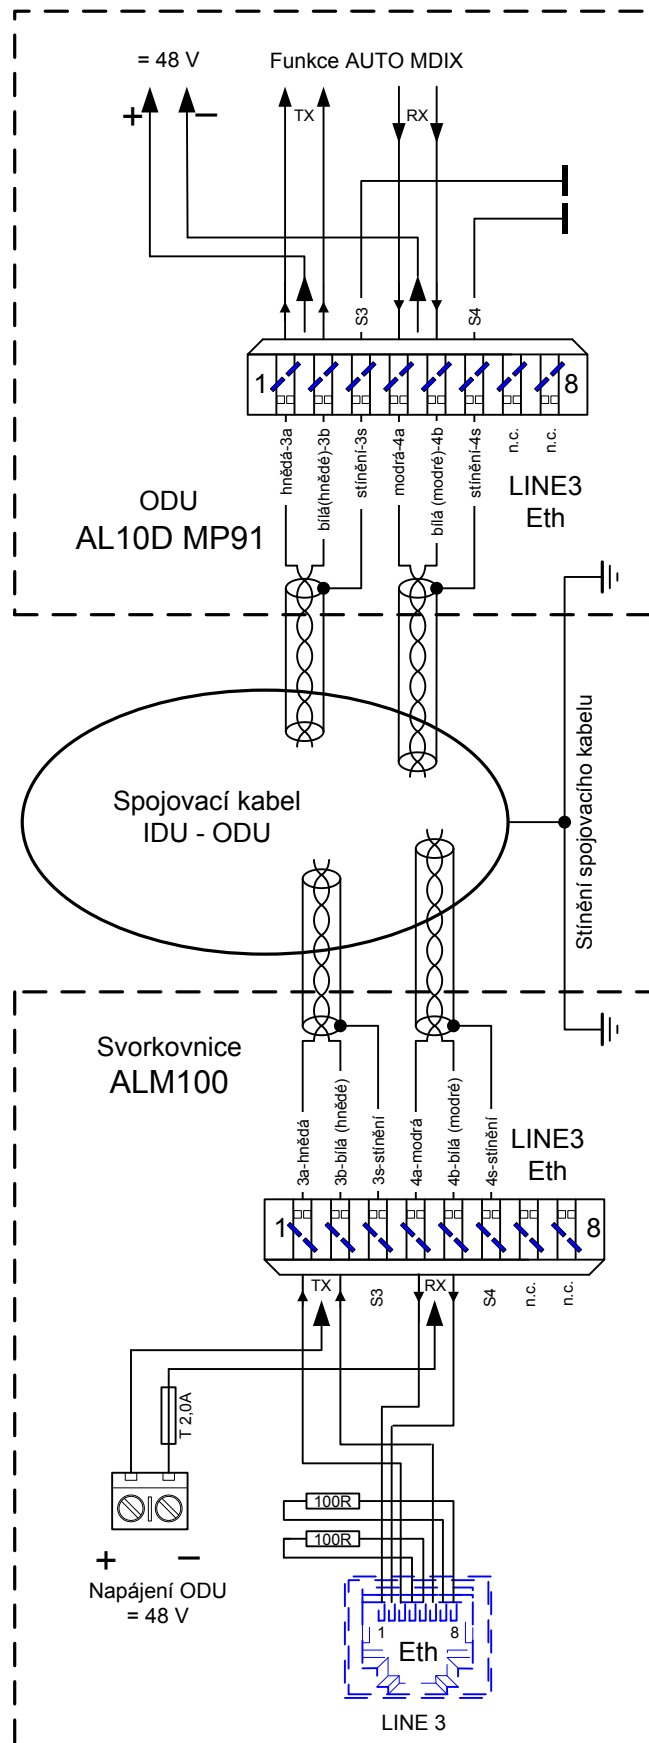 = 48 V
Funkce AUTO MDIX
+
−
TX
RX
S3
S4
1
8
hnědá-3a
bílá(hnědé)-3b
stínění-3s
modrá-4a
bílá (modré)-4b
stínění-4s
n.c.
n.c.
ODU
AL10D MP91
LINE3
Eth
Spojovací kabel
IDU - ODU
Stínění spojovacího kabelu
Svorkovnice
ALM100
3a-hnědá
3b-bílá (hnědé)
3s-stínění
4a-modrá
4b-bílá (modré)
4s-stínění
LINE3
Eth
1
8
TX
S3
RX
S4
n.c.
n.c.
T 2,0A
100R
100R
+
−
Napájení ODU
= 48 V
1
8
Eth
LINE 3